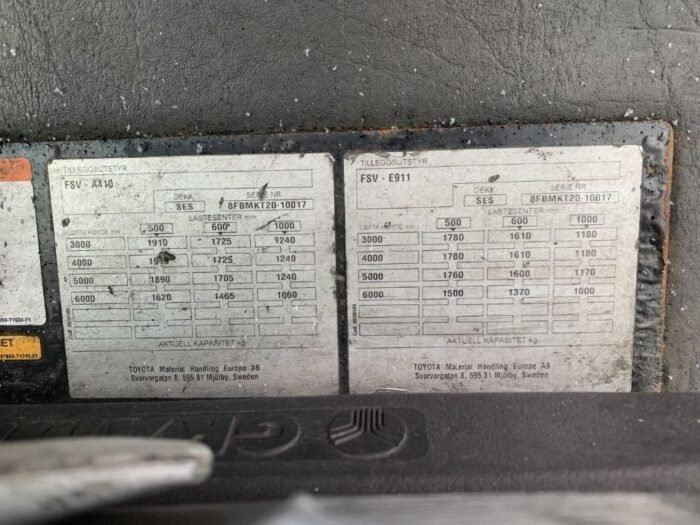 TILLEGGSUTSTYR
FSV - A410
DEKK
SERIE NR
SES
8FBMKT20-10017
LASTESENTER mm
LØFTEHØYDE mm
500
600
1000
3000
1910
1725
1240
4000
1725
1240
5000
1890
1705
1240
6000
1620
1465
1060
AKTUELL KAPASITET kg
TOYOTA Material Handling Europe AB
Svarvargatan 8, 595 81 Mjölby, Sweden
TILLEGGSUTSTYR
FSV - E911
DEKK
SERIE NR
SES
8FBMKT20-10017
LASTESENTER mm
LØFTEHØYDE mm
500
600
1000
3000
1780
1610
1180
4000
1780
1610
1180
5000
1760
1600
1170
6000
1500
1370
1000
AKTUELL KAPASITET kg
TOYOTA Material Handling Europe AB
Svarvargatan 8, 595 81 Mjölby, Sweden